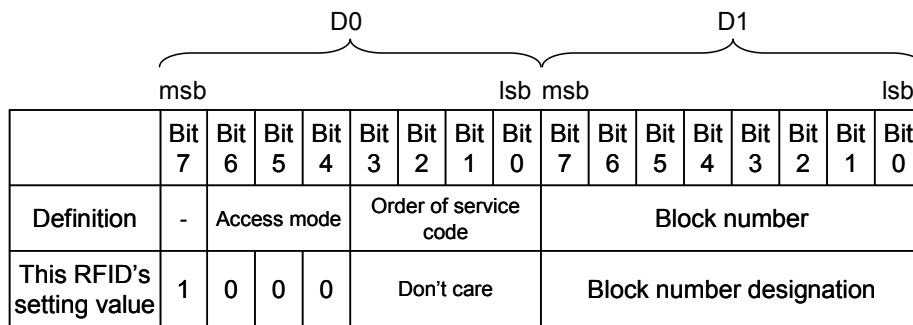 D0 D1
msb lsb msb lsb
Bit Bit Bit Bit Bit Bit Bit Bit Bit Bit Bit Bit Bit Bit Bit Bit
7 6 5 4 3 2 1 0 7 6 5 4 3 2 1 0
Definition - Access mode Order of service code Block number
This RFID's setting value 1 0 0 0 Don't care Block number designation